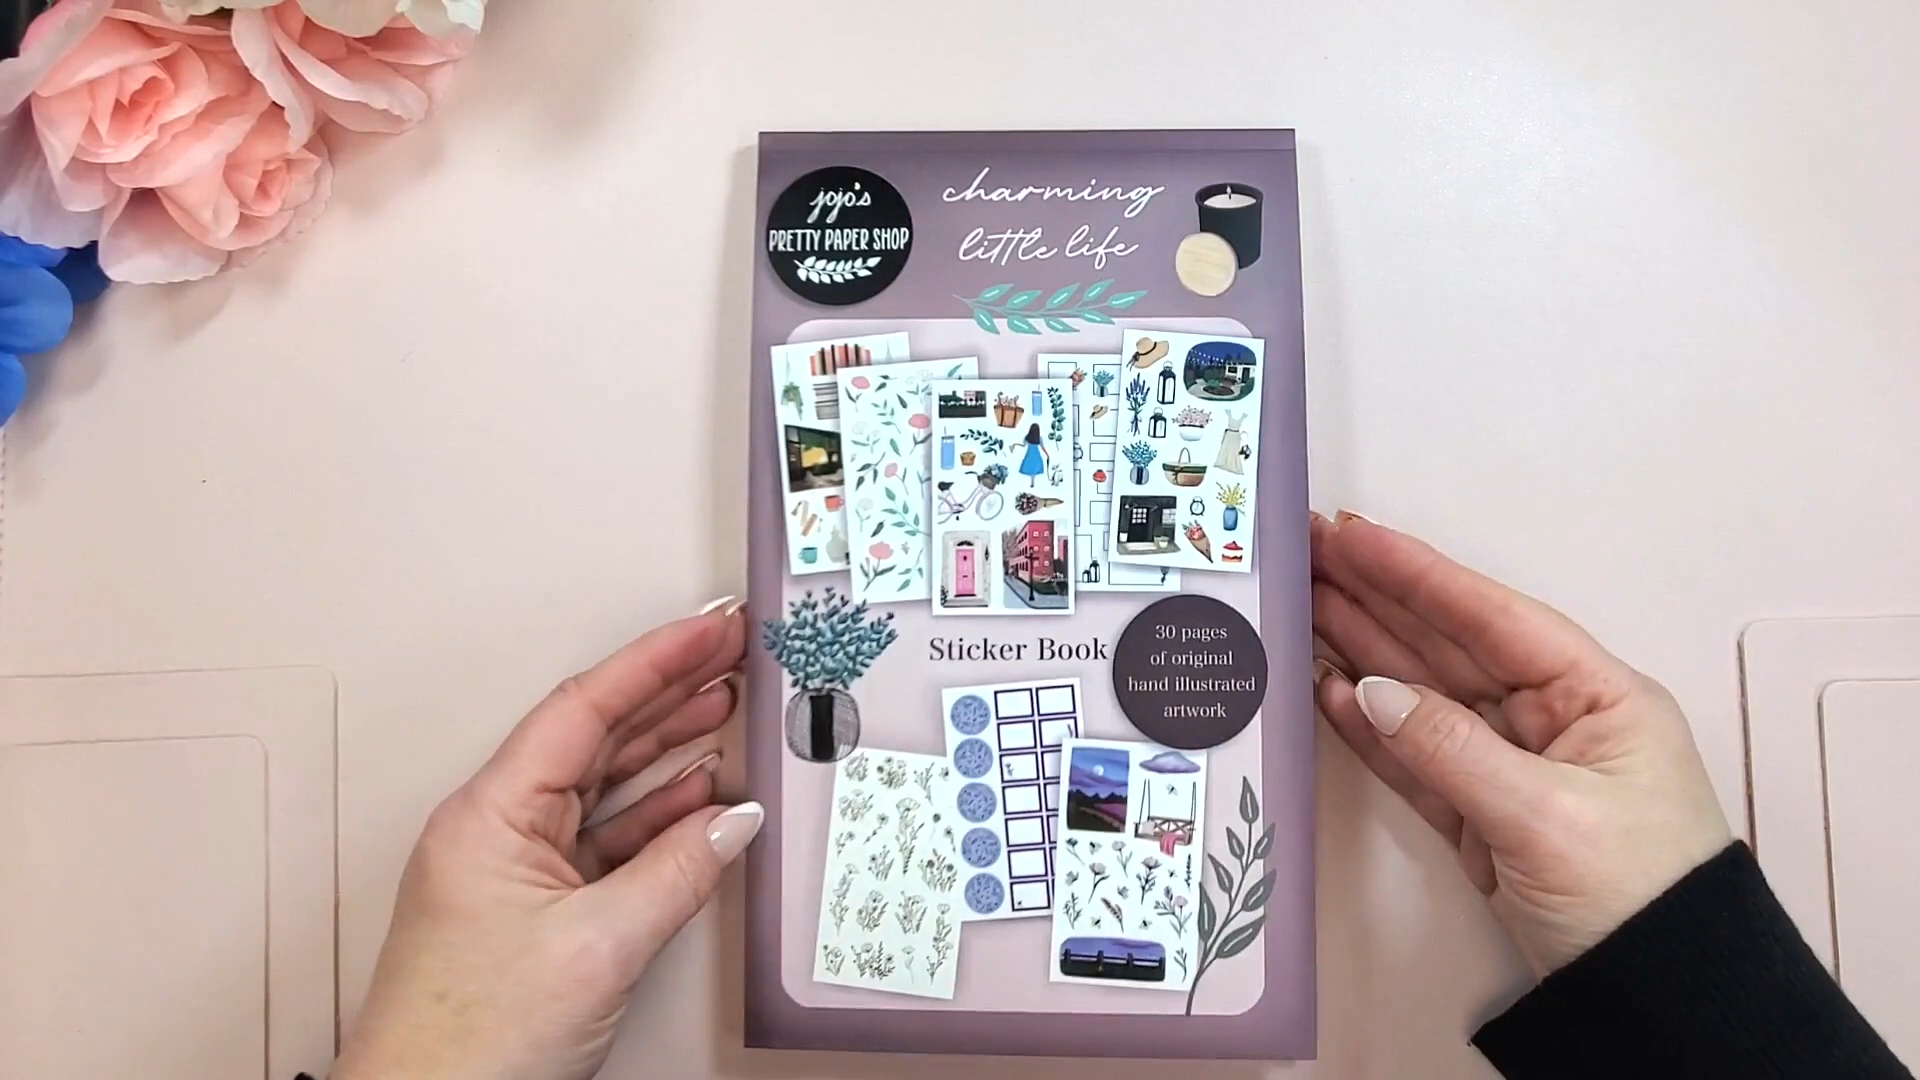 jojo's
PRETTY PAPER SHOP
charming
little life
Sticker Book
30 pages
of original
hand illustrated
artwork